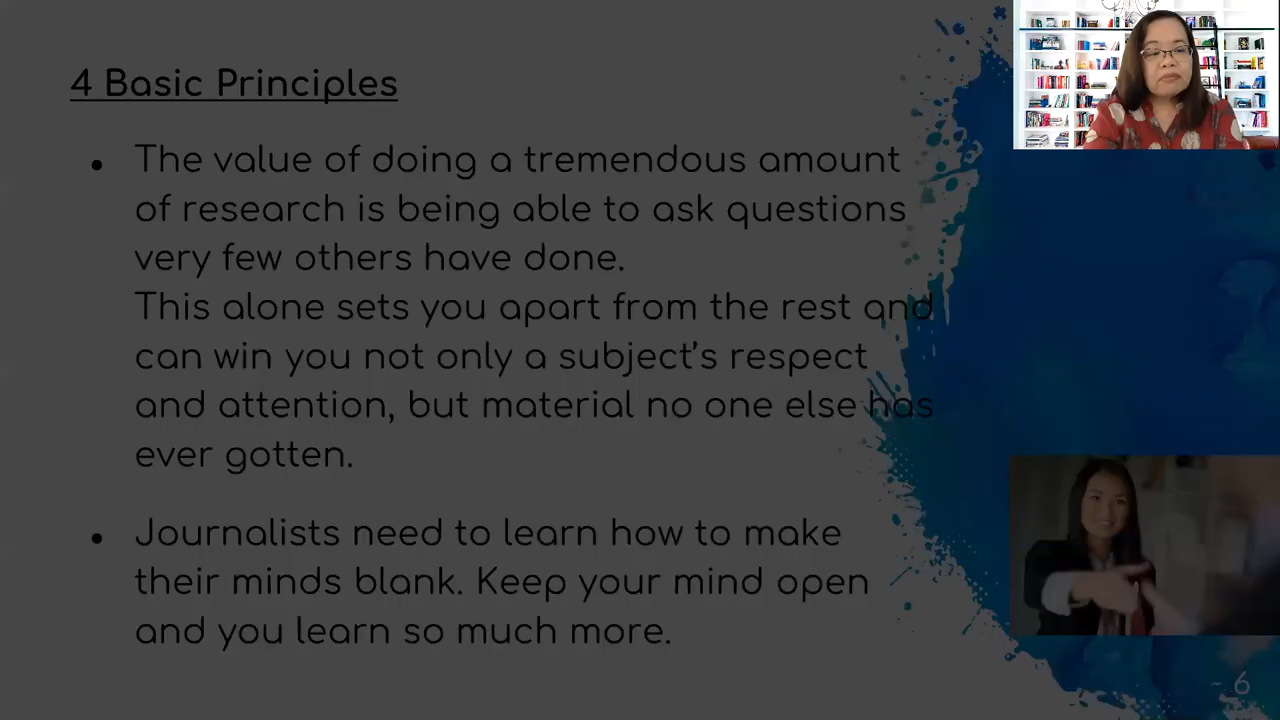 4 Basic Principles
● The value of doing a tremendous amount
of research is being able to ask questions
very few others have done.
This alone sets you apart from the rest and
can win you not only a subject’s respect
and attention, but material no one else has
ever gotten.
● Journalists need to learn how to make
their minds blank. Keep your mind open
and you learn so much more.
6